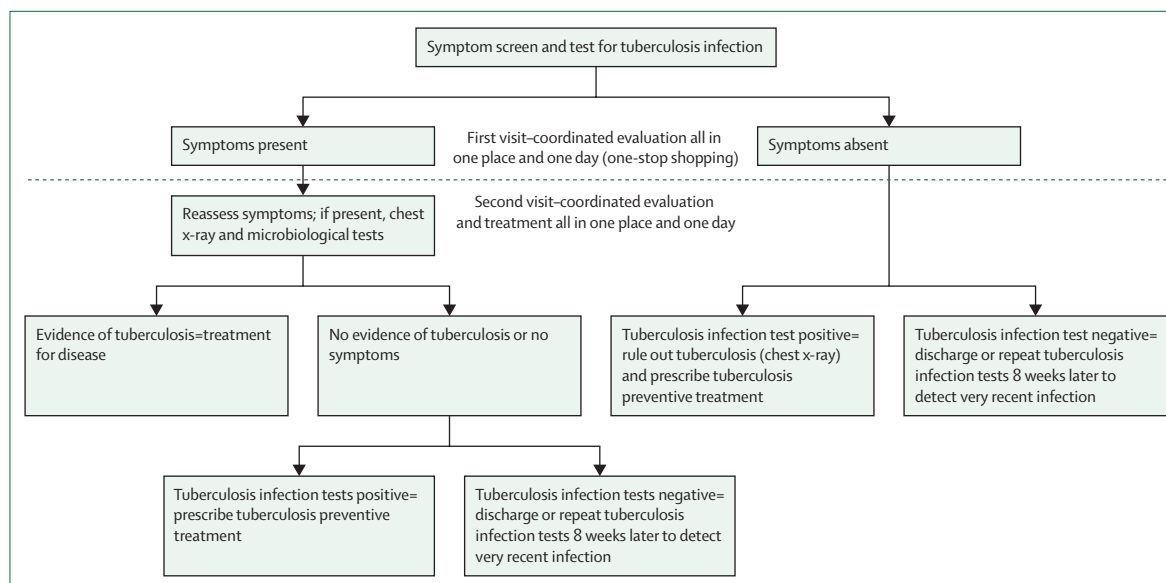 Symptom screen and test for tuberculosis infection
Symptoms present
First visit–coordinated evaluation all in
one place and one day (one-stop shopping)
Symptoms absent
Reassess symptoms; if present, chest
x-ray and microbiological tests
Second visit–coordinated evaluation
and treatment all in one place and one day
Evidence of tuberculosis=treatment
for disease
No evidence of tuberculosis or no
symptoms
Tuberculosis infection test positive=
rule out tuberculosis (chest x-ray)
and prescribe tuberculosis
preventive treatment
Tuberculosis infection test negative=
discharge or repeat tuberculosis
infection tests 8 weeks later to
detect very recent infection
Tuberculosis infection tests positive=
prescribe tuberculosis preventive
treatment
Tuberculosis infection tests negative=
discharge or repeat tuberculosis
infection tests 8 weeks later to detect
very recent infection